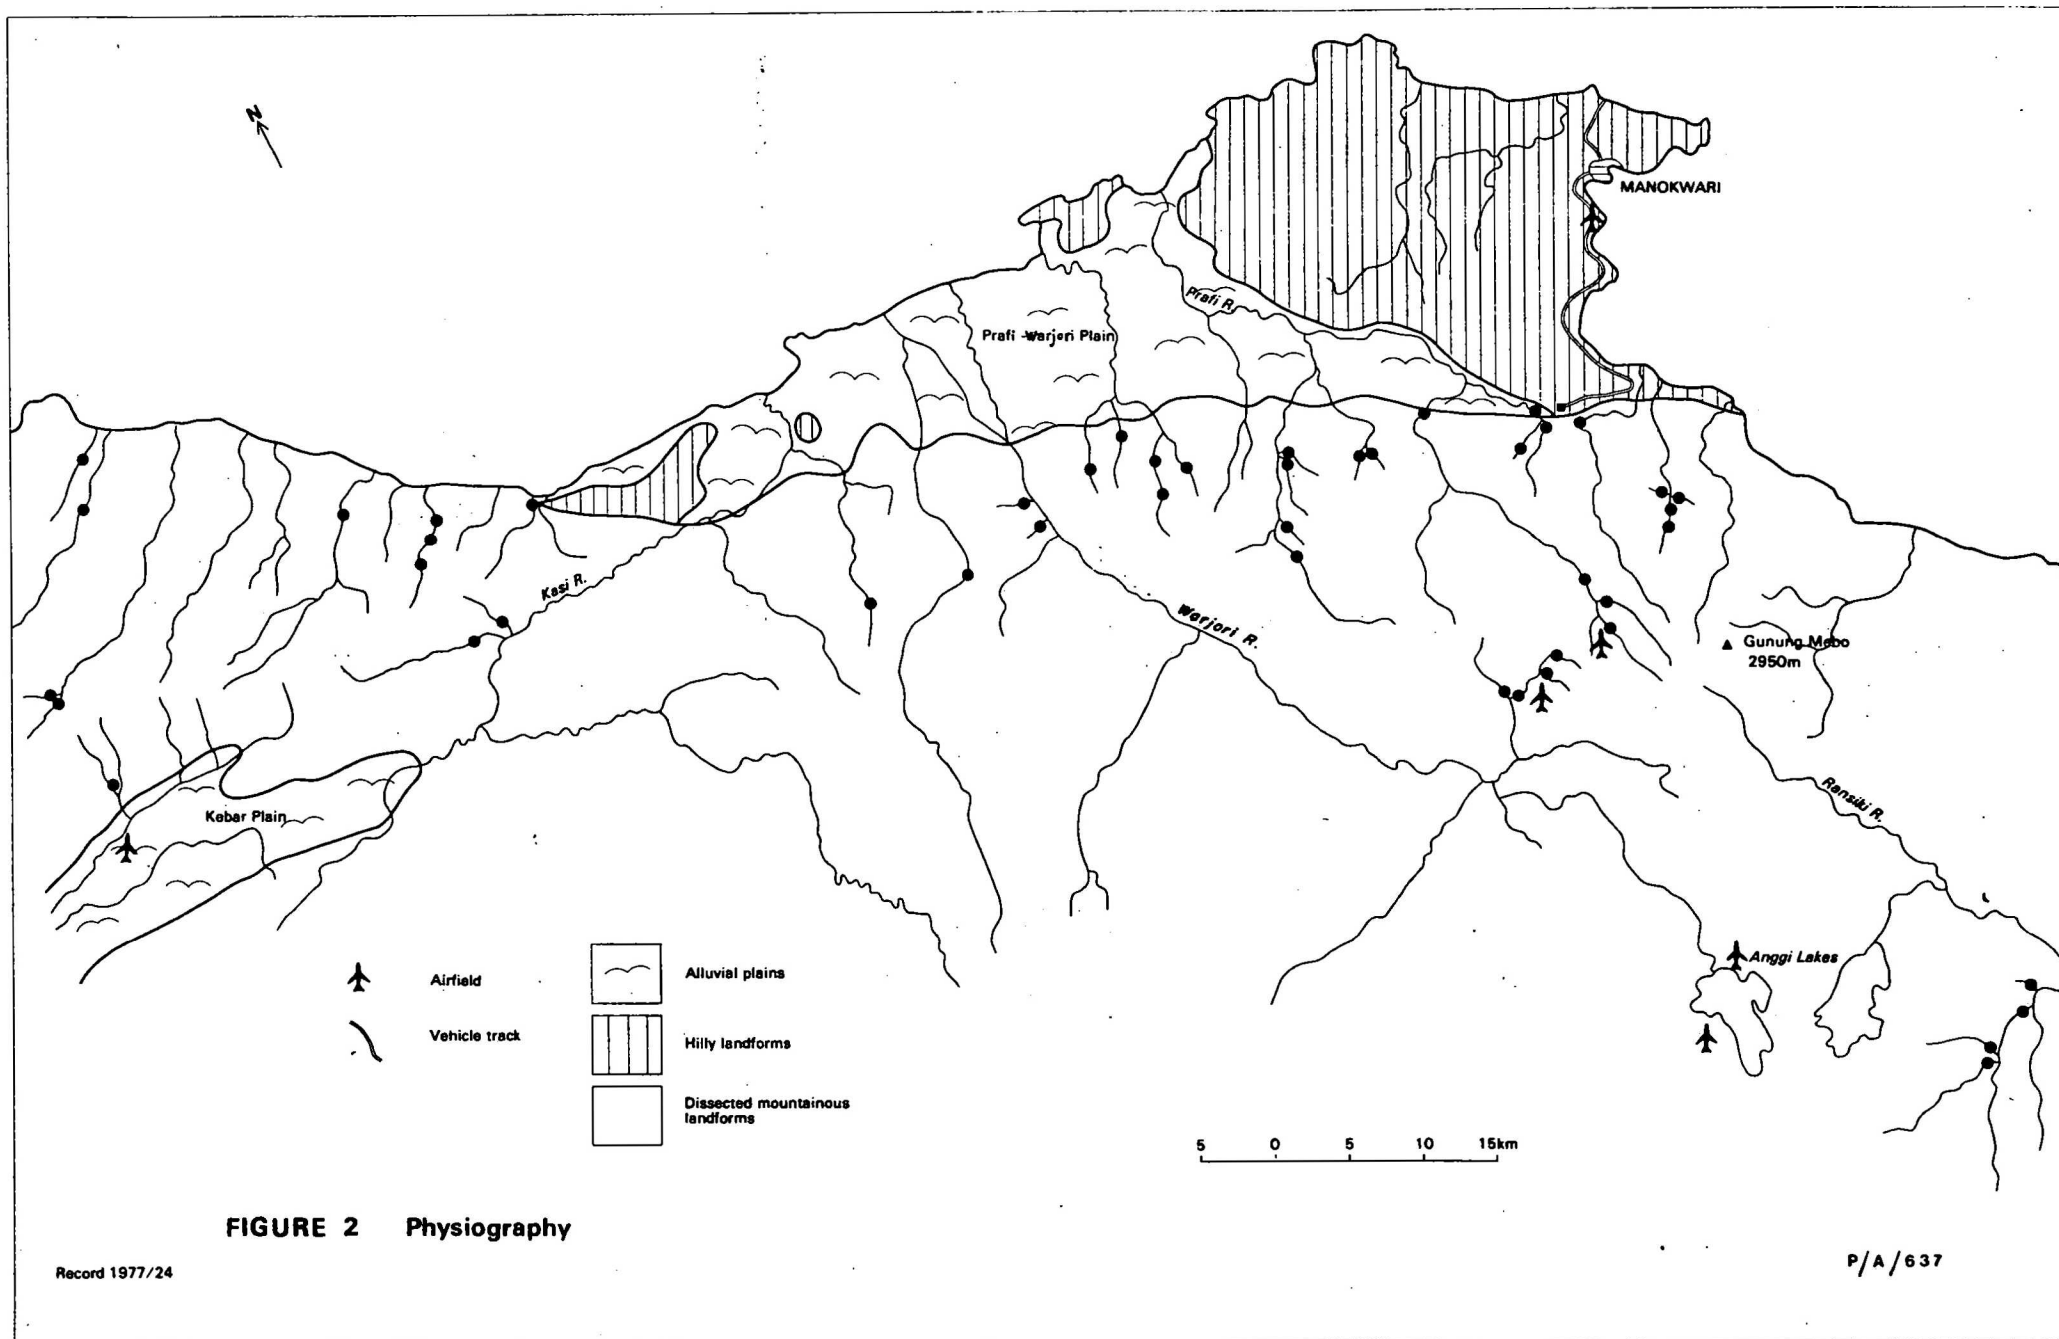 N
MANOKWARI
Prafi R.
Prafi-Warjori Plain
Kasi R.
Warjori R.
Gunung Mebo
2950m
Ransiki R.
Kebar Plain
Anggi Lakes
Airfield
Vehicle track
Alluvial plains
Hilly landforms
Dissected mountainous
landforms
5 0 5 10 15km
FIGURE 2 Physiography
Record 1977/24
P/A/637